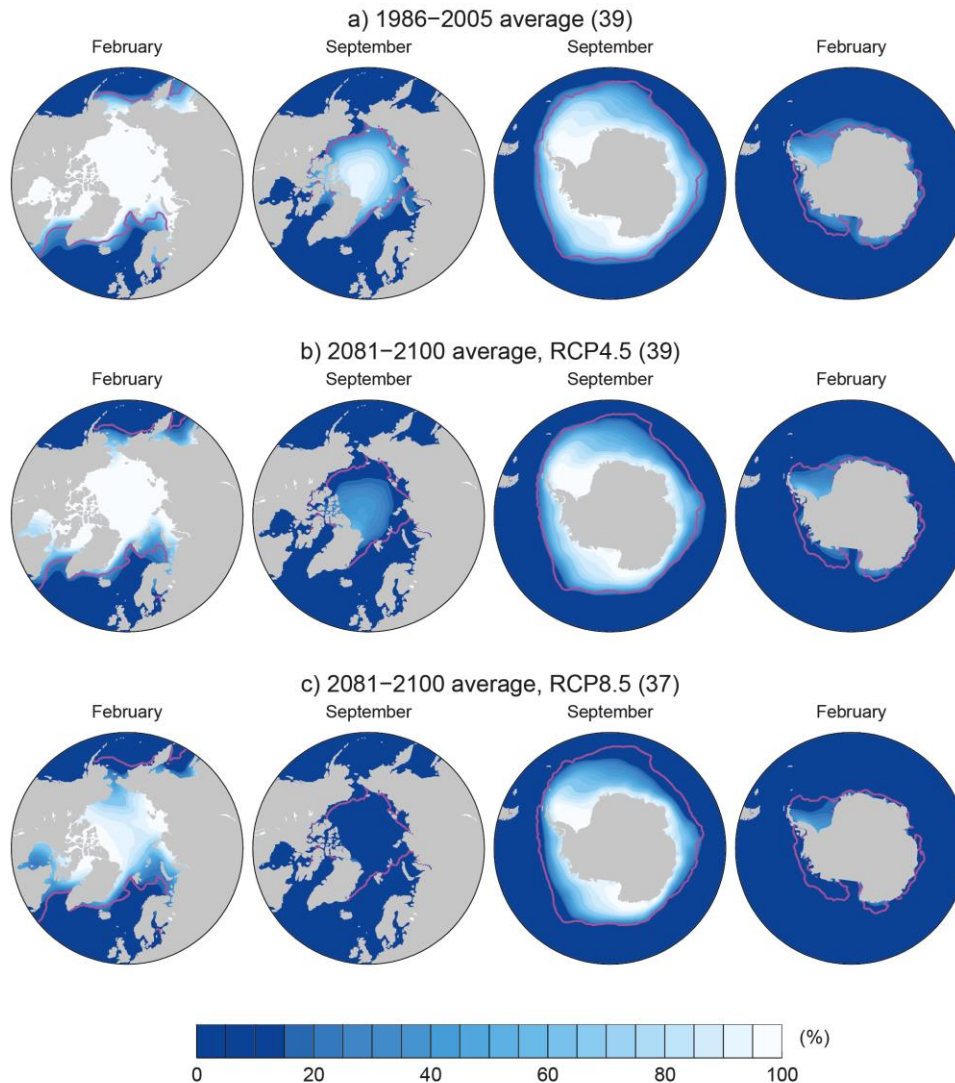 a) 1986−2005 average (39)
February September September February
b) 2081−2100 average, RCP4.5 (39)
February September September February
c) 2081−2100 average, RCP8.5 (37)
February September September February
(%)
0 20 40 60 80 100